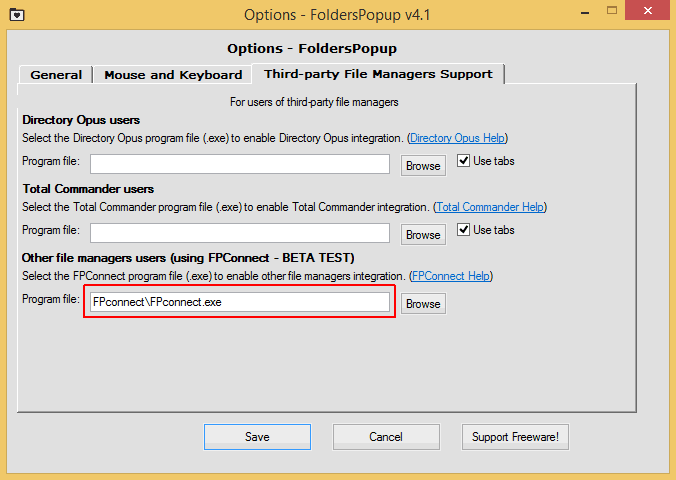 Options - FoldersPopup v4.1
Options - FoldersPopup
General Mouse and Keyboard Third-party File Managers Support
For users of third-party file managers
Directory Opus users
Select the Directory Opus program file (.exe) to enable Directory Opus integration. (Directory Opus Help)
Program file: Browse Use tabs
Total Commander users
Select the Total Commander program file (.exe) to enable Total Commander integration. (Total Commander Help)
Program file: Browse Use tabs
Other file managers users (using FPConnect - BETA TEST)
Select the FPConnect program file (.exe) to enable other file managers integration. (FPConnect Help)
Program file: FPconnect\FPconnect.exe Browse
Save Cancel Support Freeware!